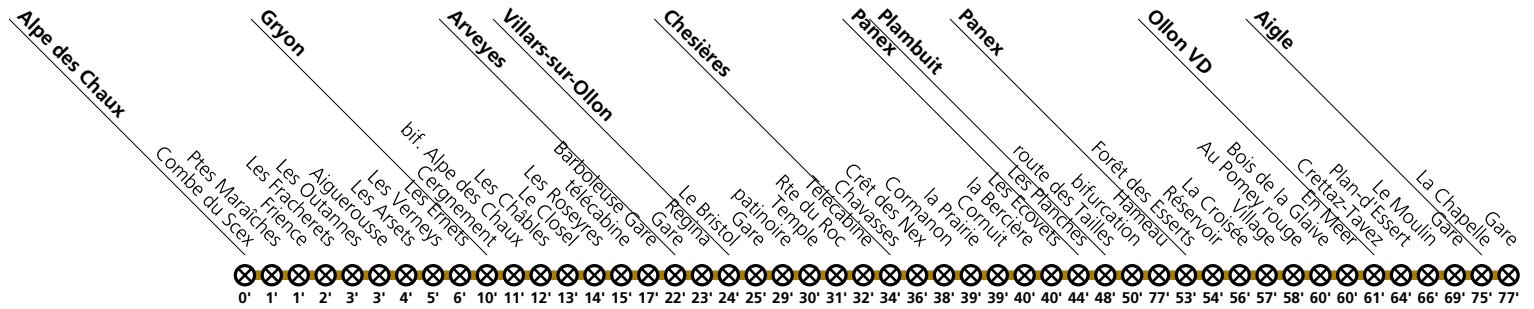 Alpe des Chaux
Combe du Scex
Ptes Maraîches
Frience
Les Fracherets
Les Outannes
Aiguerousse
Les Arsets
Les Verneys
Les Ernets
Gryon
Cergnement
bif. Alpe des Chaux
Les Châbles
Le Closel
Les Roseyres
télécabine
Barboleuse Gare
Arveyes
Gare
Regina
Villars-sur-Ollon
Le Bristol
Gare
patinoire
Temple
Rte du Roc
Télécabine
Chavasses
Chesières
Crêt des Nex
Cormanon
la Prairie
Cornuit
la Bercière
Les Ecovets
Panex
Les Planches
Plambuit
route des Tailles
bifurcation
Hameau
Panex
Forêt des Esserts
Réservoir
La Croisée
Village
Au Pomey rouge
Bois de la Glaive
En Meer
Ollon VD
Crettaz-Tavez
Plan-d'Essert
Le Moulin
Gare
Aigle
La Chapelle
Gare
0' 1' 1' 2' 3' 3' 4' 5' 6' 10' 11' 12' 13' 14' 15' 17' 22' 23' 24' 25' 29' 30' 31' 32' 34' 36' 38' 39' 39' 40' 40' 44' 48' 50' 77' 53' 54' 56' 57' 58' 60' 60' 61' 64' 66' 69' 75' 77'